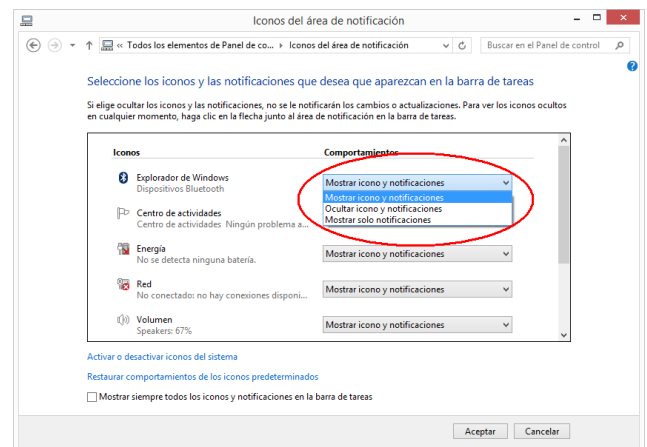 Iconos del área de notificación
« Todos los elementos de Panel de co... Iconos del área de notificación Buscar en el Panel de control
Seleccione los iconos y las notificaciones que desea que aparezcan en la barra de tareas
Si elige ocultar los iconos y las notificaciones, no se le notificarán los cambios o actualizaciones. Para ver los iconos ocultos
en cualquier momento, haga clic en la flecha junto al área de notificación en la barra de tareas.
Iconos Comportamientos
Explorador de Windows
Dispositivos Bluetooth
Mostrar icono y notificaciones
Mostrar icono y notificaciones
Ocultar icono y notificaciones
Mostrar solo notificaciones
Centro de actividades
Centro de actividades Ningún problema a...
Energía
No se detecta ninguna batería.
Mostrar icono y notificaciones
Red
No conectado: no hay conexiones disponi...
Mostrar icono y notificaciones
Volumen
Speakers: 67%
Mostrar icono y notificaciones
Activar o desactivar iconos del sistema
Restaurar comportamientos de los iconos predeterminados
Mostrar siempre todos los iconos y notificaciones en la barra de tareas
Aceptar Cancelar